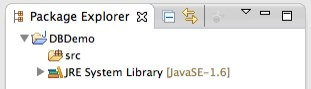 Package Explorer
DBDemo
src
JRE System Library [JavaSE-1.6]